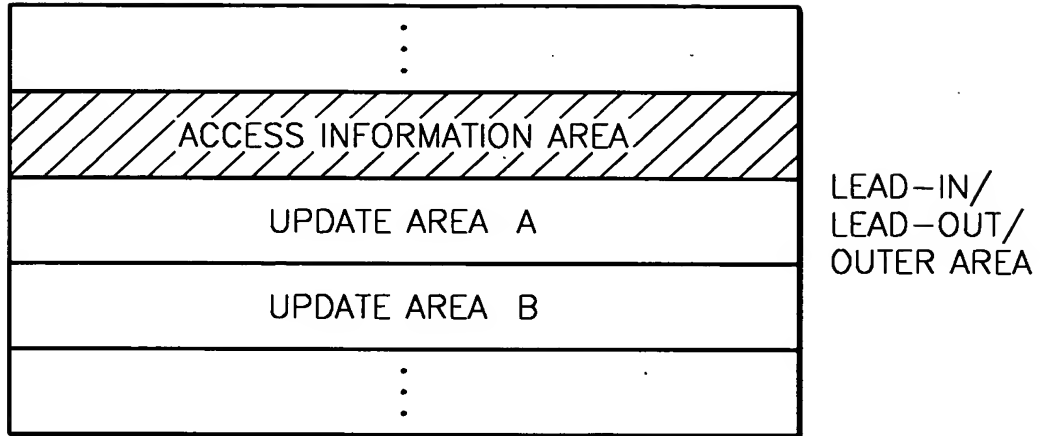 ACCESS INFORMATION AREA
UPDATE AREA A
UPDATE AREA B
LEAD-IN/
LEAD-OUT/
OUTER AREA